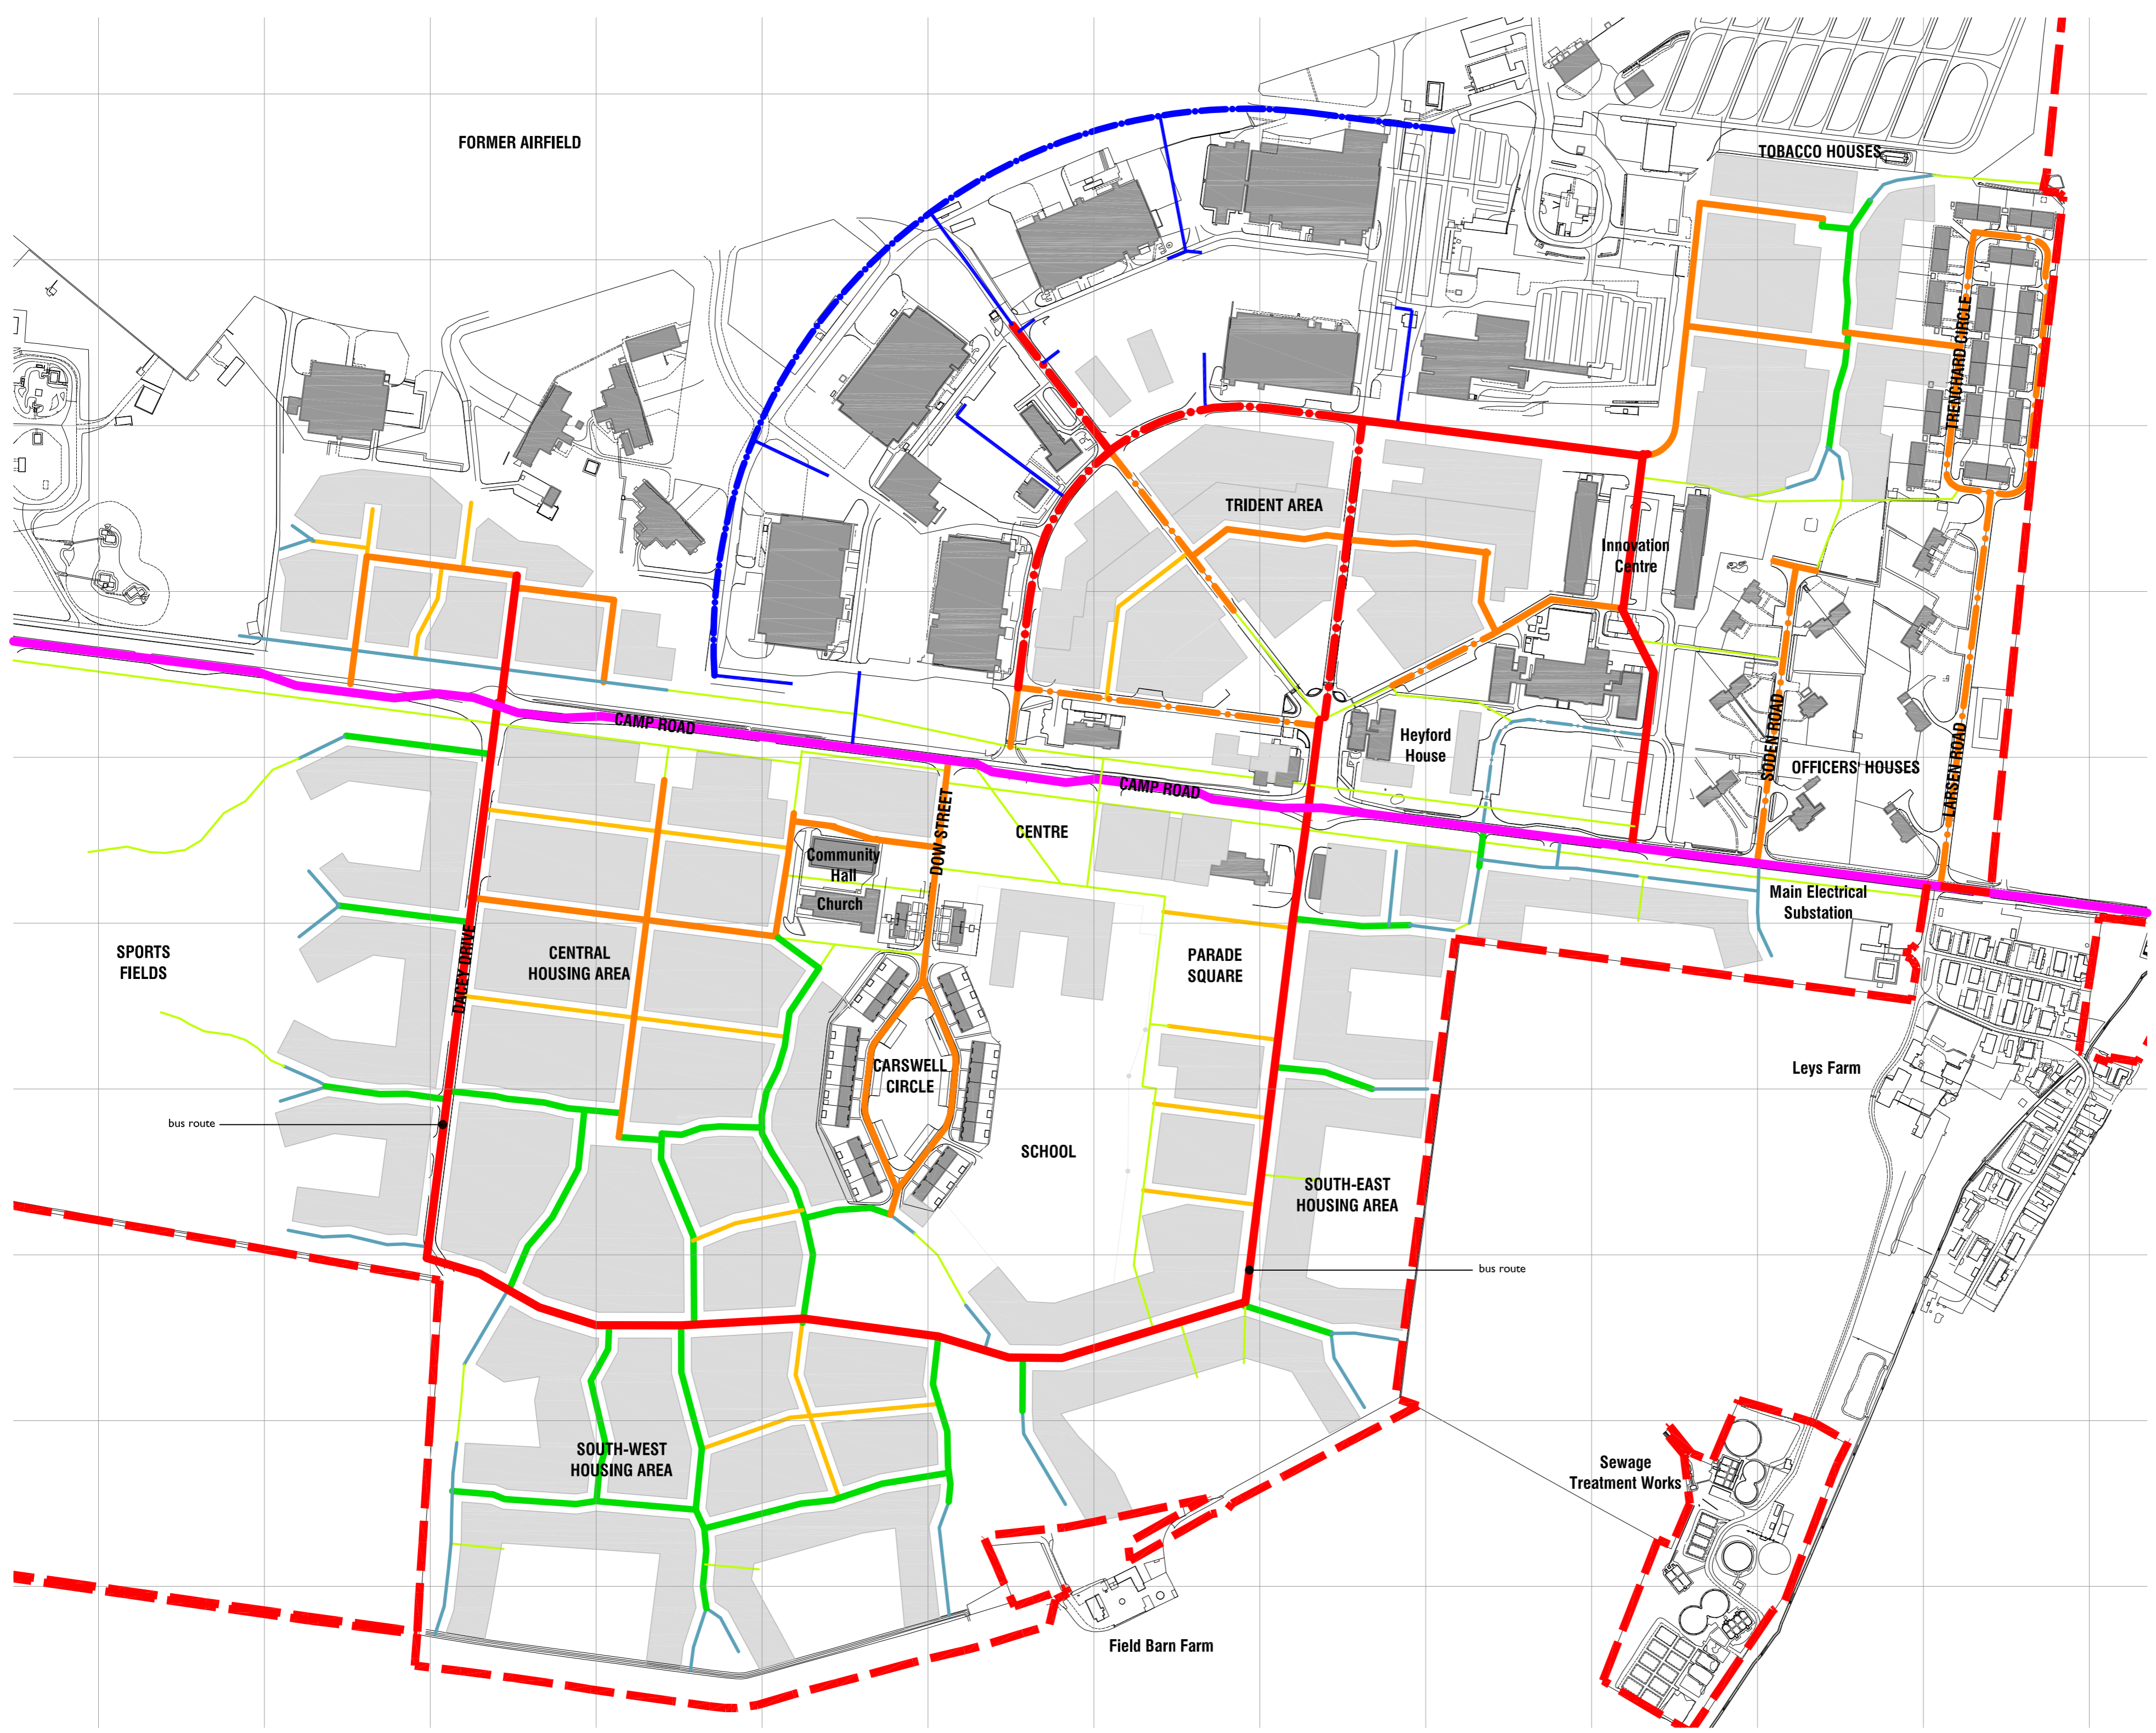 FORMER AIRFIELD
TOBACCO HOUSES
TRENCHARD CIRCLE
TRIDENT AREA
Innovation
Centre
CAMP ROAD
Heyford
House
SODEN ROAD
OFFICERS' HOUSES
LARSEN ROAD
CAMP ROAD
DOW STREET
CENTRE
Community
Hall
Church
Main Electrical
Substation
SPORTS
FIELDS
DACEY DRIVE
CENTRAL
HOUSING AREA
PARADE
SQUARE
CARSWELL
CIRCLE
Leys Farm
bus route
SCHOOL
SOUTH-EAST
HOUSING AREA
bus route
SOUTH-WEST
HOUSING AREA
Sewage
Treatment Works
Field Barn Farm